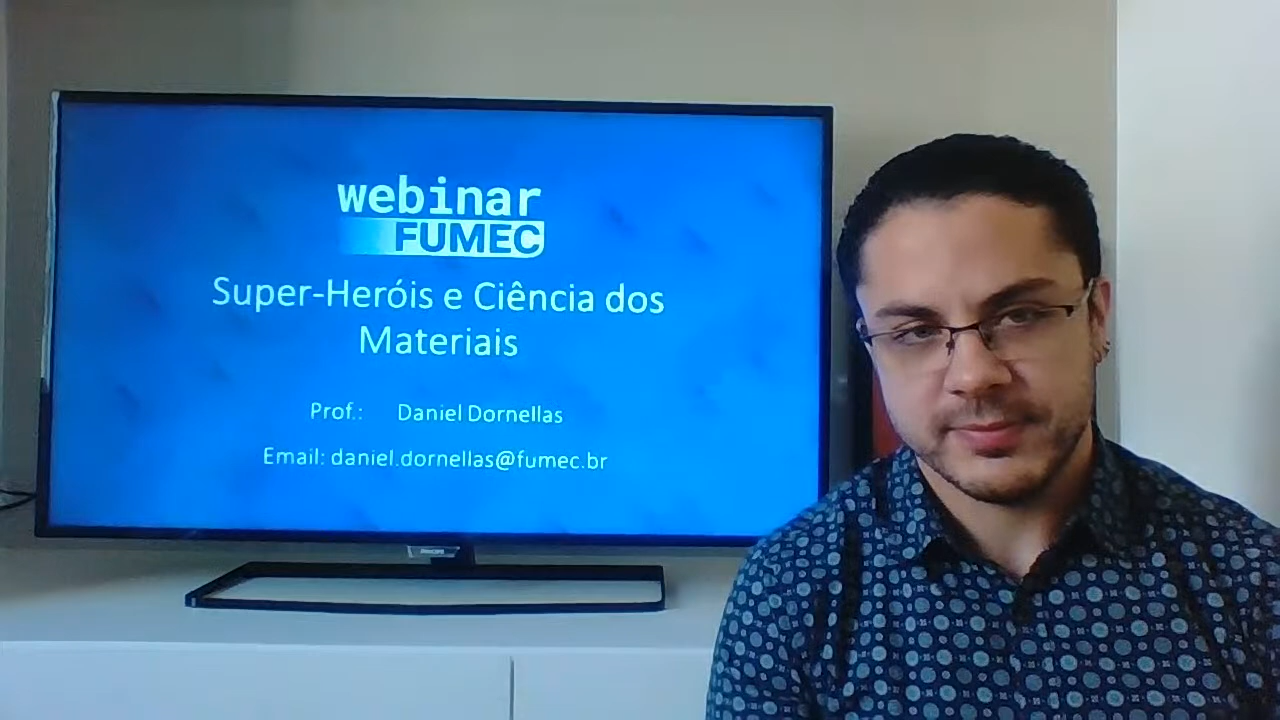 webinar
FUMEC
Super-Heróis e Ciência dos
Materiais
Prof.: Daniel Dornellas
Email: daniel.dornellas@fumec.br